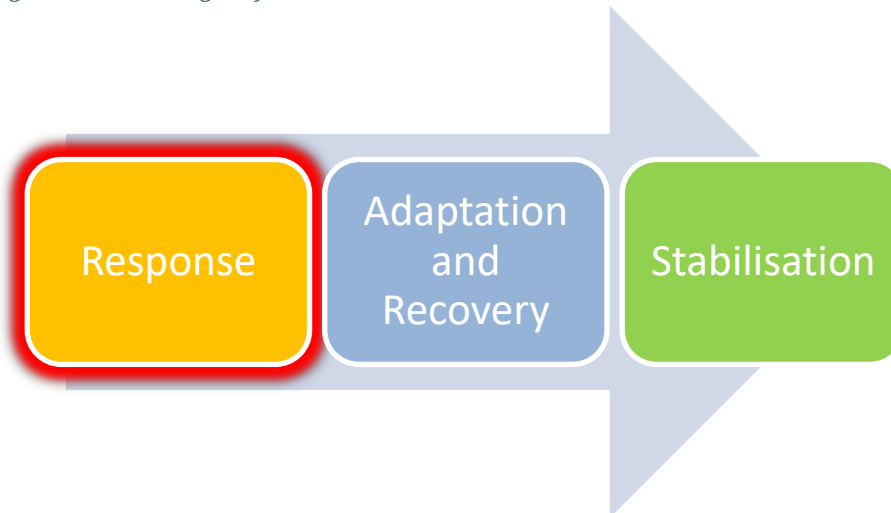 Response
Adaptation
and
Recovery
Stabilisation